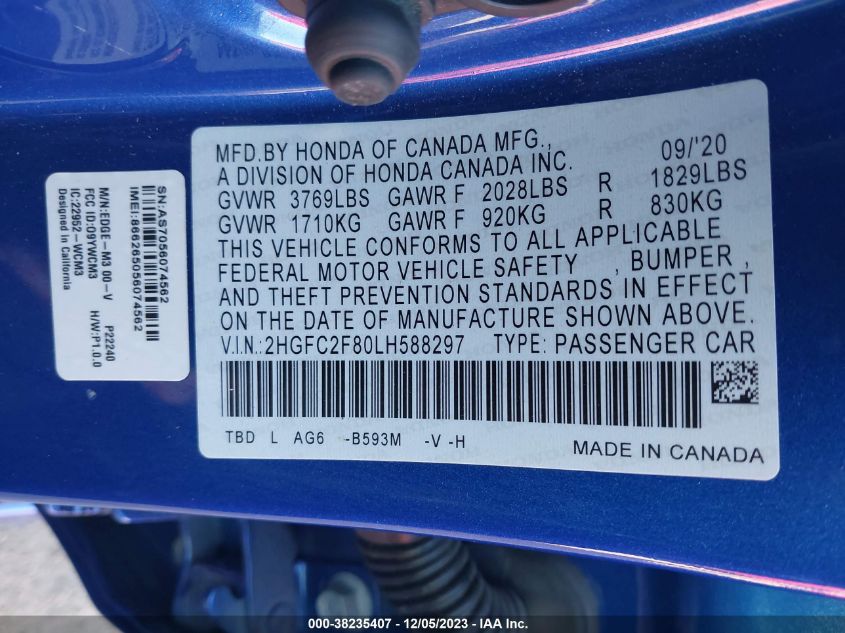 MFD.BY HONDA OF CANADA MFG., 09/'20
A DIVISION OF HONDA CANADA INC.
GVWR 3769LBS GAWR F 2028LBS R 1829LBS
GVWR 1710KG GAWR F 920KG R 830KG
THIS VEHICLE CONFORMS TO ALL APPLICABLE
FEDERAL MOTOR VEHICLE SAFETY , BUMPER ,
AND THEFT PREVENTION STANDARDS IN EFFECT
ON THE DATE OF MANUFACTURE SHOWN ABOVE.
V.I.N.:2HGFC2F80LH588297 TYPE: PASSENGER CAR
TBD L AG6 -B593M -V -H
MADE IN CANADA
SN:AS7056074562
IMEI:866265056074562
M/N:EDGE-M3 00-V P22240
FCC ID:O9YWCM3 H/W:P1.0.0
IC:22952-WCM3
Designed in California
000-38235407 - 12/05/2023 - © IAA Inc.